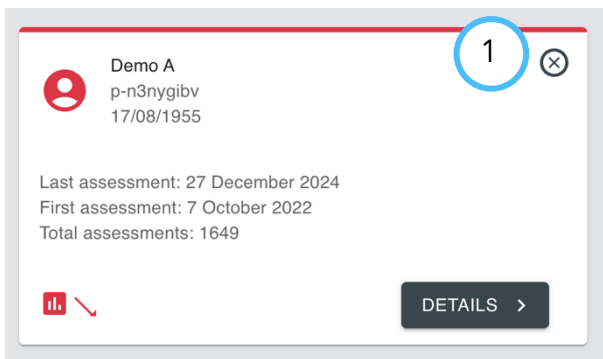 1
Demo A
p-n3nygibv
17/08/1955
Last assessment: 27 December 2024
First assessment: 7 October 2022
Total assessments: 1649
DETAILS